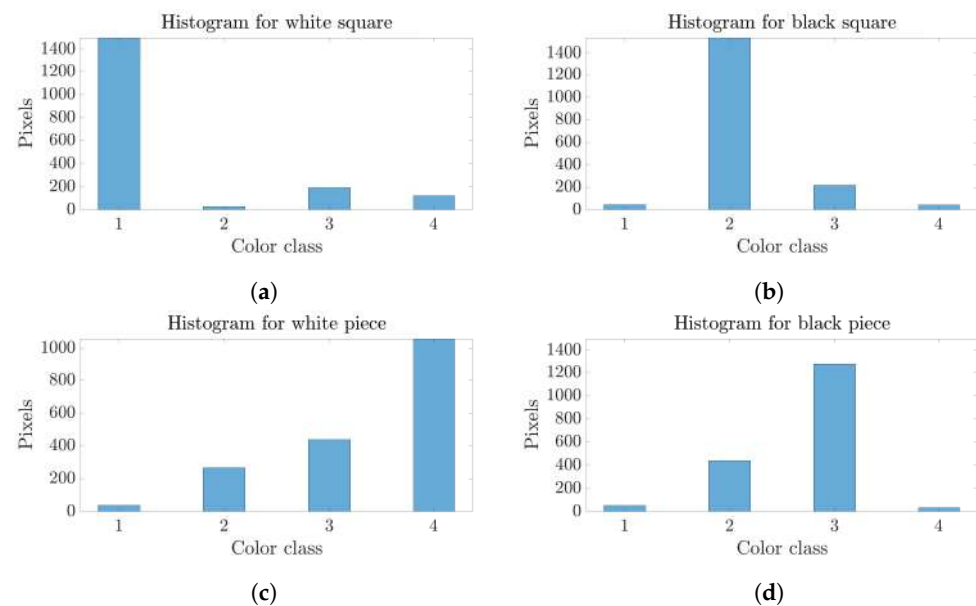 Histogram for white square
1400
1200
1000
800
600
400
200
0
Pixels
1 2 3 4
Color class
(a)
Histogram for black square
1400
1200
1000
800
600
400
200
0
Pixels
1 2 3 4
Color class
(b)
Histogram for white piece
1000
800
600
400
200
0
Pixels
1 2 3 4
Color class
(c)
Histogram for black piece
1400
1200
1000
800
600
400
200
0
Pixels
1 2 3 4
Color class
(d)